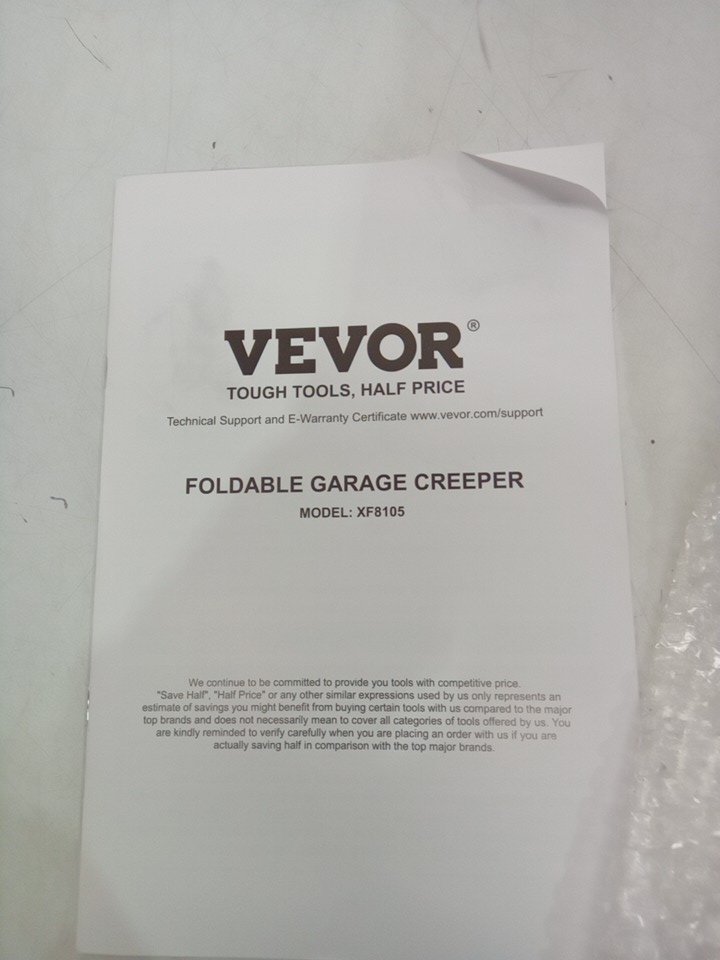 VEVOR®
TOUGH TOOLS, HALF PRICE
Technical Support and E-Warranty Certificate www.vevor.com/support
FOLDABLE GARAGE CREEPER
MODEL: XF8105
We continue to be committed to provide you tools with competitive price.
"Save Half", "Half Price" or any other similar expressions used by us only represents an
estimate of savings you might benefit from buying certain tools with us compared to the major
top brands and does not necessarily mean to cover all categories of tools offered by us. You
are kindly reminded to verify carefully when you are placing an order with us if you are
actually saving half in comparison with the top major brands.